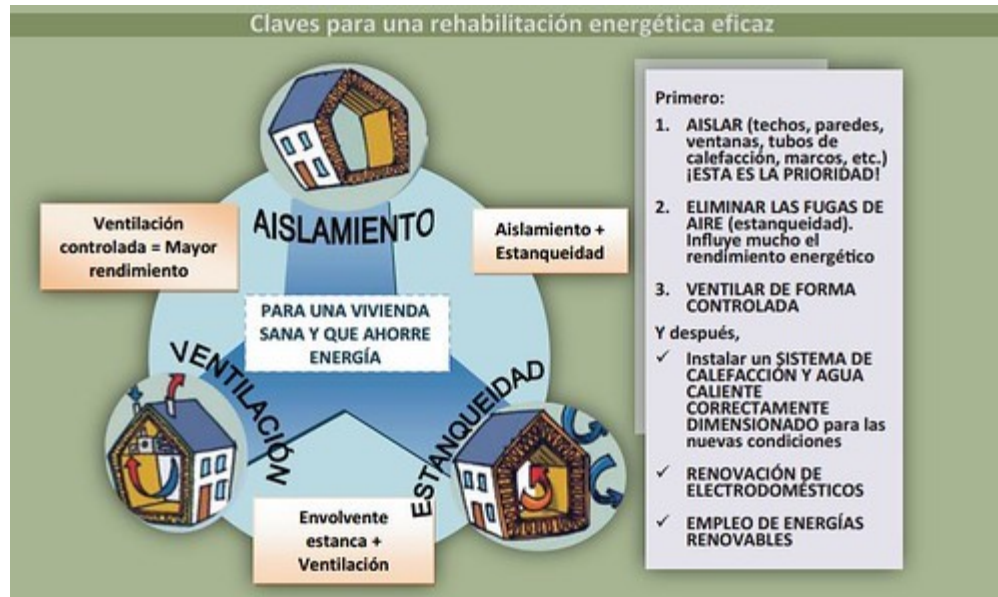 Claves para una rehabilitación energética eficaz
AISLAMIENTO
Ventilación
controlada = Mayor
rendimiento
Aislamiento +
Estanqueidad
PARA UNA VIVIENDA
SANA Y QUE AHORRE
ENERGÍA
VENTILACIÓN
ESTANQUEIDAD
Envolvente
estanca +
Ventilación
Primero:
1. AISLAR (techos, paredes,
ventanas, tubos de
calefacción, marcos, etc.)
¡ESTA ES LA PRIORIDAD!
2. ELIMINAR LAS FUGAS DE
AIRE (estanqueidad).
Influye mucho el
rendimiento energético
3. VENTILAR DE FORMA
CONTROLADA
Y después,
✓ Instalar un SISTEMA DE
CALEFACCIÓN Y AGUA
CALIENTE
CORRECTAMENTE
DIMENSIONADO para las
nuevas condiciones
✓ RENOVACIÓN DE
ELECTRODOMÉSTICOS
✓ EMPLEO DE ENERGÍAS
RENOVABLES